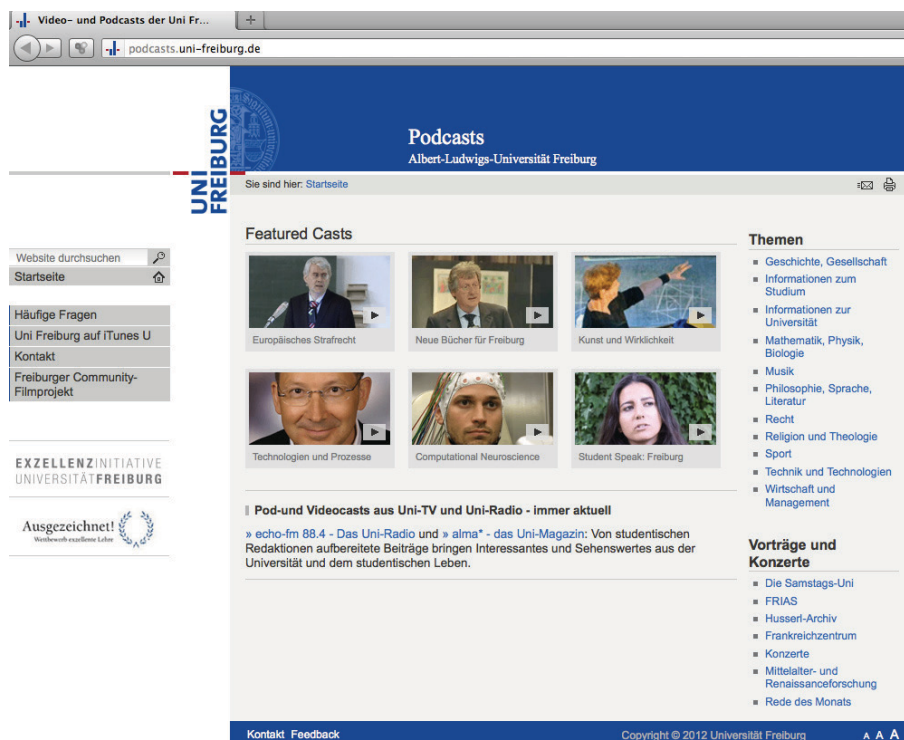 Video- und Podcasts der Uni Fr...
podcasts.uni-freiburg.de
UNI
FREIBURG
Podcasts
Albert-Ludwigs-Universität Freiburg
Sie sind hier: Startseite
Website durchsuchen
Startseite
Häufige Fragen
Uni Freiburg auf iTunes U
Kontakt
Freiburger Community-
Filmprojekt
EXZELLENZINITIATIVE
UNIVERSITÄTFREIBURG
Ausgezeichnet!
Wettbewerb exzellente Lehre
Featured Casts
Europäisches Strafrecht
Neue Bücher für Freiburg
Kunst und Wirklichkeit
Technologien und Prozesse
Computational Neuroscience
Student Speak: Freiburg
Pod-und Videocasts aus Uni-TV und Uni-Radio - immer aktuell
» echo-fm 88.4 - Das Uni-Radio und » alma* - das Uni-Magazin: Von studentischen
Redaktionen aufbereitete Beiträge bringen Interessantes und Sehenswertes aus der
Universität und dem studentischen Leben.
Themen
Geschichte, Gesellschaft
Informationen zum
Studium
Informationen zur
Universität
Mathematik, Physik,
Biologie
Musik
Philosophie, Sprache,
Literatur
Recht
Religion und Theologie
Sport
Technik und Technologien
Wirtschaft und
Management
Vorträge und
Konzerte
Die Samstags-Uni
FRIAS
Husserl-Archiv
Frankreichzentrum
Konzerte
Mittelalter- und
Renaissanceforschung
Rede des Monats
Kontakt Feedback
Copyright © 2012 Universität Freiburg
A A A